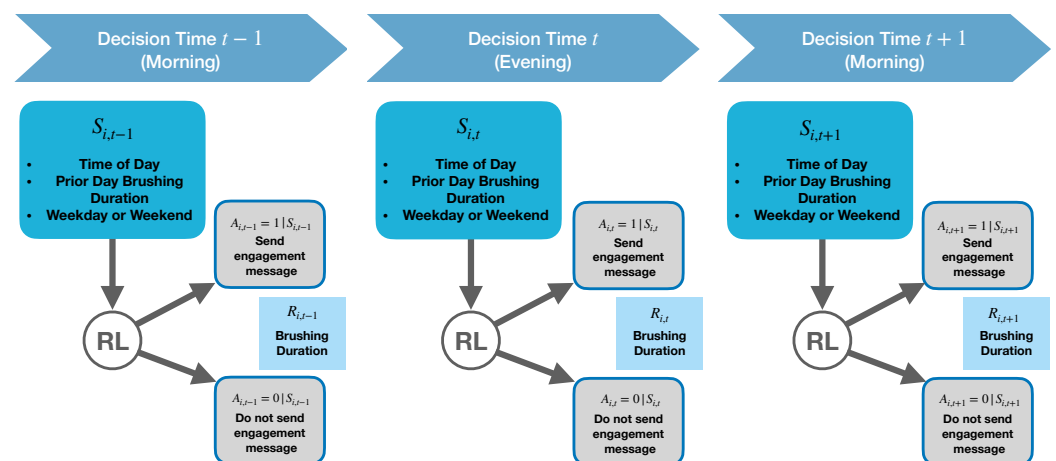 Decision Time t − 1
(Morning)
S_{i,t−1}
• Time of Day
• Prior Day Brushing
Duration
• Weekday or Weekend
A_{i,t−1} = 1 | S_{i,t−1}
Send
engagement
message
RL
R_{i,t−1}
Brushing
Duration
A_{i,t−1} = 0 | S_{i,t−1}
Do not send
engagement
message
Decision Time t
(Evening)
S_{i,t}
• Time of Day
• Prior Day Brushing
Duration
• Weekday or Weekend
A_{i,t} = 1 | S_{i,t}
Send
engagement
message
RL
R_{i,t}
Brushing
Duration
A_{i,t} = 0 | S_{i,t}
Do not send
engagement
message
Decision Time t + 1
(Morning)
S_{i,t+1}
• Time of Day
• Prior Day Brushing
Duration
• Weekday or Weekend
A_{i,t+1} = 1 | S_{i,t+1}
Send
engagement
message
RL
R_{i,t+1}
Brushing
Duration
A_{i,t+1} = 0 | S_{i,t+1}
Do not send
engagement
message